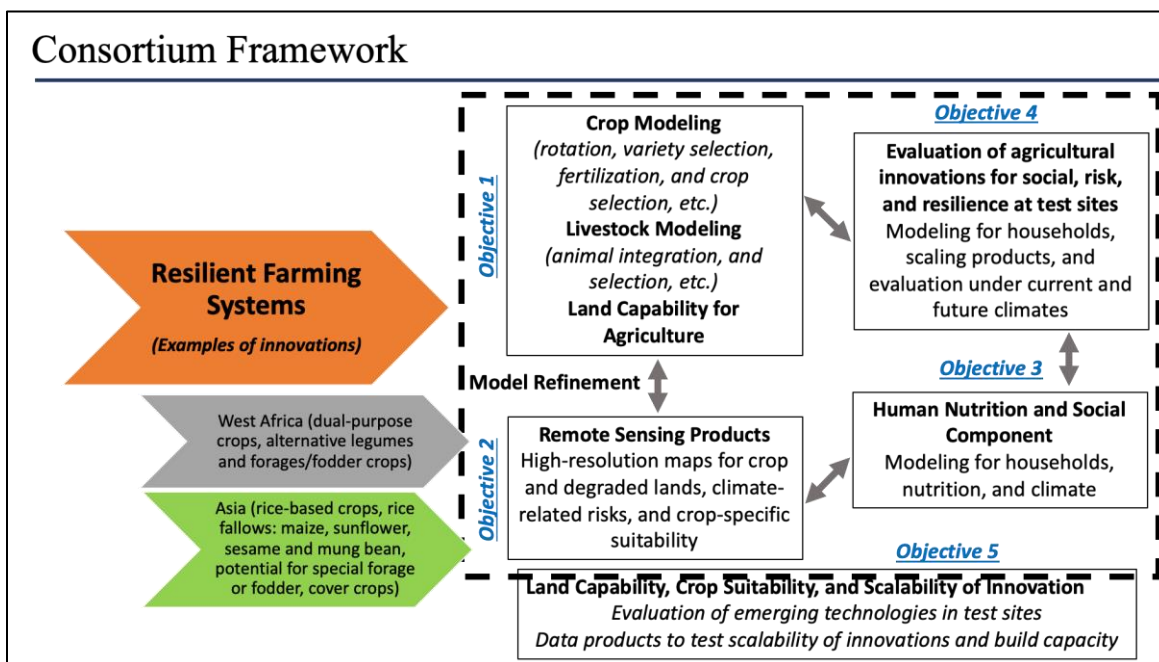 Consortium Framework
Resilient Farming
Systems
(Examples of innovations)
West Africa (dual-purpose
crops, alternative legumes
and forages/fodder crops)
Asia (rice-based crops, rice
fallows: maize, sunflower,
sesame and mung bean,
potential for special forage
or fodder, cover crops)
Objective 1
Crop Modeling
(rotation, variety selection,
fertilization, and crop
selection, etc.)
Livestock Modeling
(animal integration, and
selection, etc.)
Land Capability for
Agriculture
Model Refinement
Objective 2
Remote Sensing Products
High-resolution maps for crop
and degraded lands, climate-
related risks, and crop-specific
suitability
Objective 4
Evaluation of agricultural
innovations for social, risk,
and resilience at test sites
Modeling for households,
scaling products, and
evaluation under current and
future climates
Objective 3
Human Nutrition and Social
Component
Modeling for households,
nutrition, and climate
Objective 5
Land Capability, Crop Suitability, and Scalability of Innovation
Evaluation of emerging technologies in test sites
Data products to test scalability of innovations and build capacity